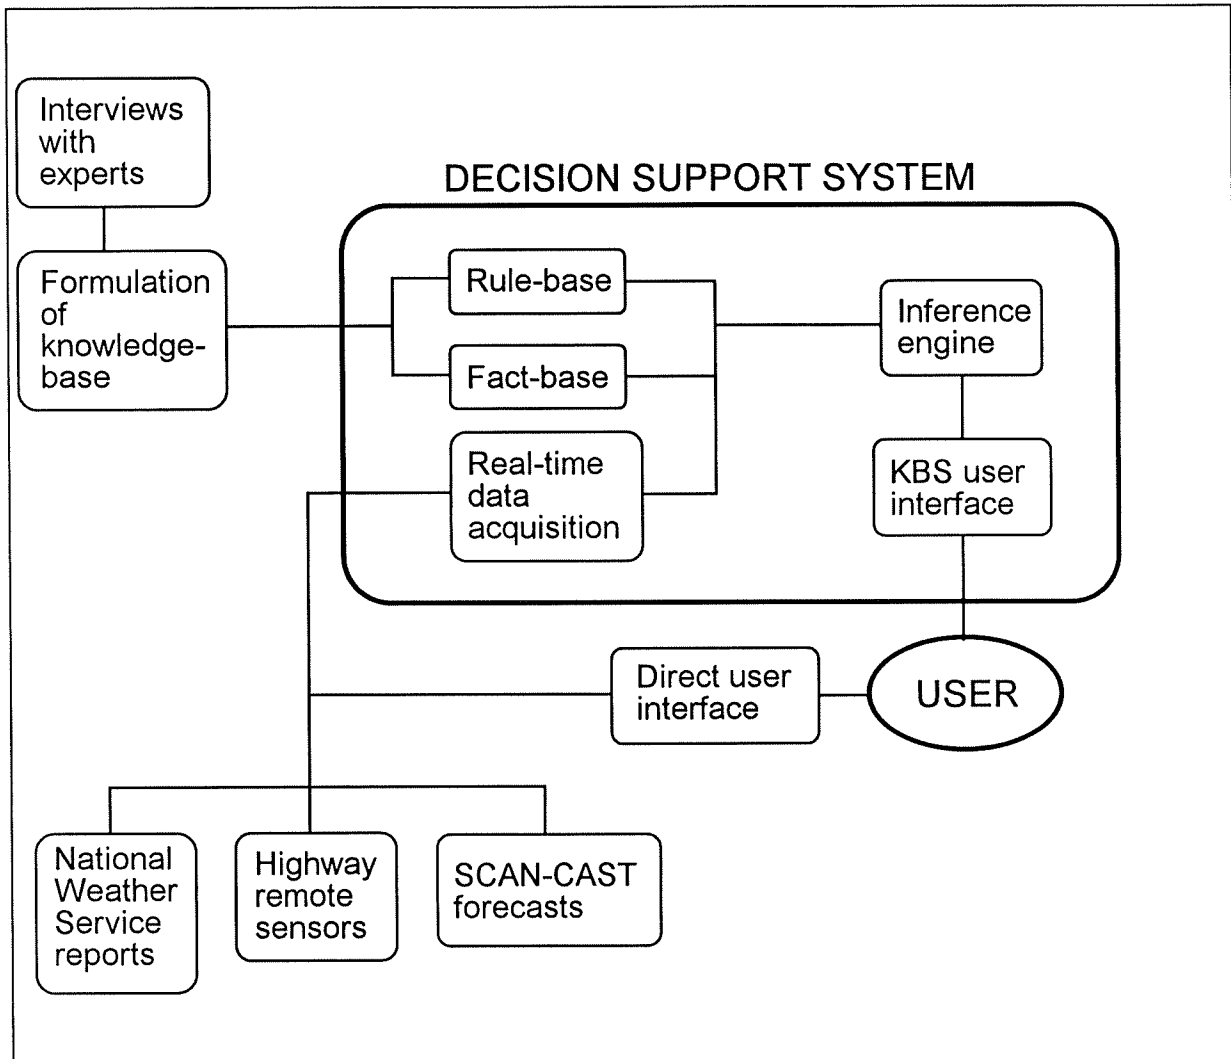 Interviews
with
experts
DECISION SUPPORT SYSTEM
Formulation
of
knowledge-
base
Rule-base
Fact-base
Real-time
data
acquisition
Inference
engine
KBS user
interface
Direct user
interface
USER
National
Weather
Service
reports
Highway
remote
sensors
SCAN-CAST
forecasts